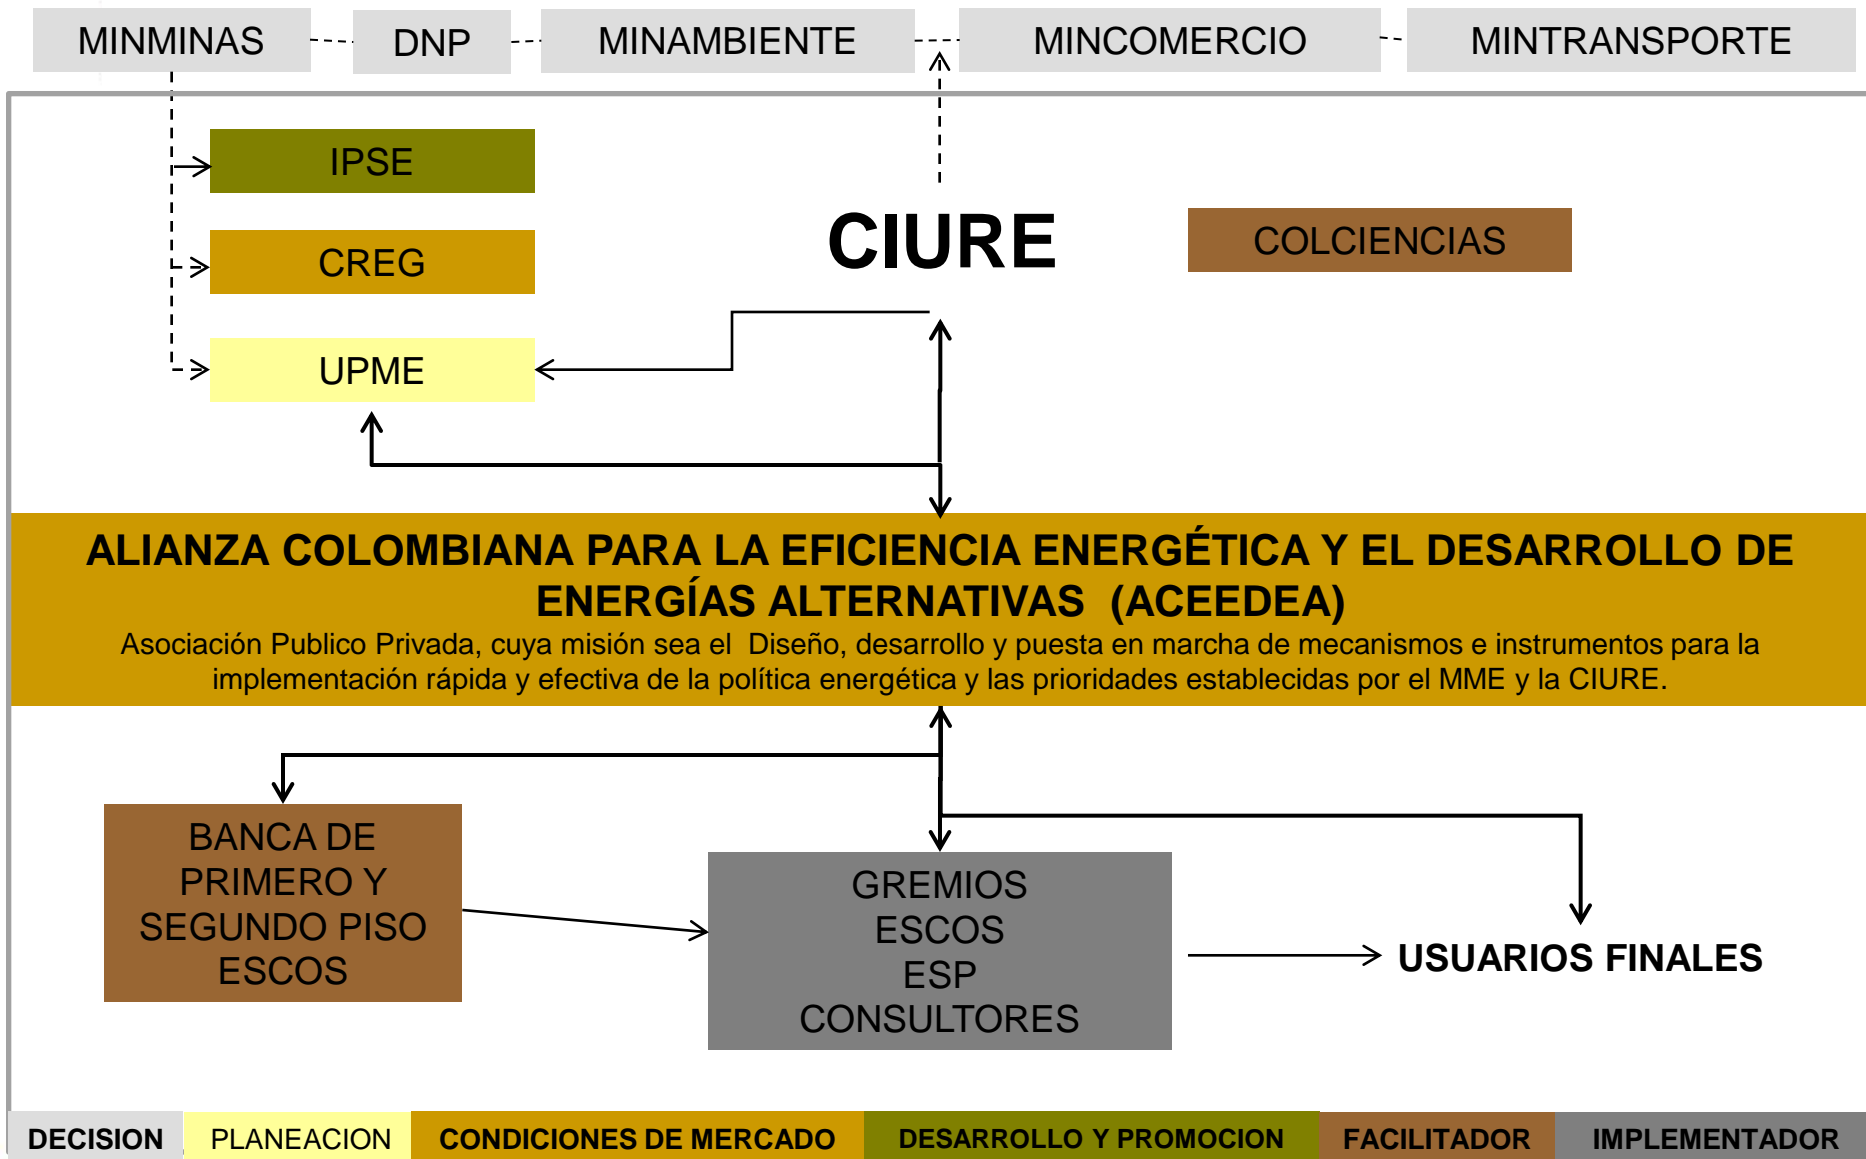 MINMINAS
DNP
MINAMBIENTE
MINCOMERCIO
MINTRANSPORTE
IPSE
CREG
UPME
CIURE
COLCIENCIAS
ALIANZA COLOMBIANA PARA LA EFICIENCIA ENERGÉTICA Y EL DESARROLLO DE
ENERGÍAS ALTERNATIVAS (ACEEDEA)
Asociación Publico Privada, cuya misión sea el Diseño, desarrollo y puesta en marcha de mecanismos e instrumentos para la
implementación rápida y efectiva de la política energética y las prioridades establecidas por el MME y la CIURE.
BANCA DE
PRIMERO Y
SEGUNDO PISO
ESCOS
GREMIOS
ESCOS
ESP
CONSULTORES
USUARIOS FINALES
DECISION
PLANEACION
CONDICIONES DE MERCADO
DESARROLLO Y PROMOCION
FACILITADOR
IMPLEMENTADOR